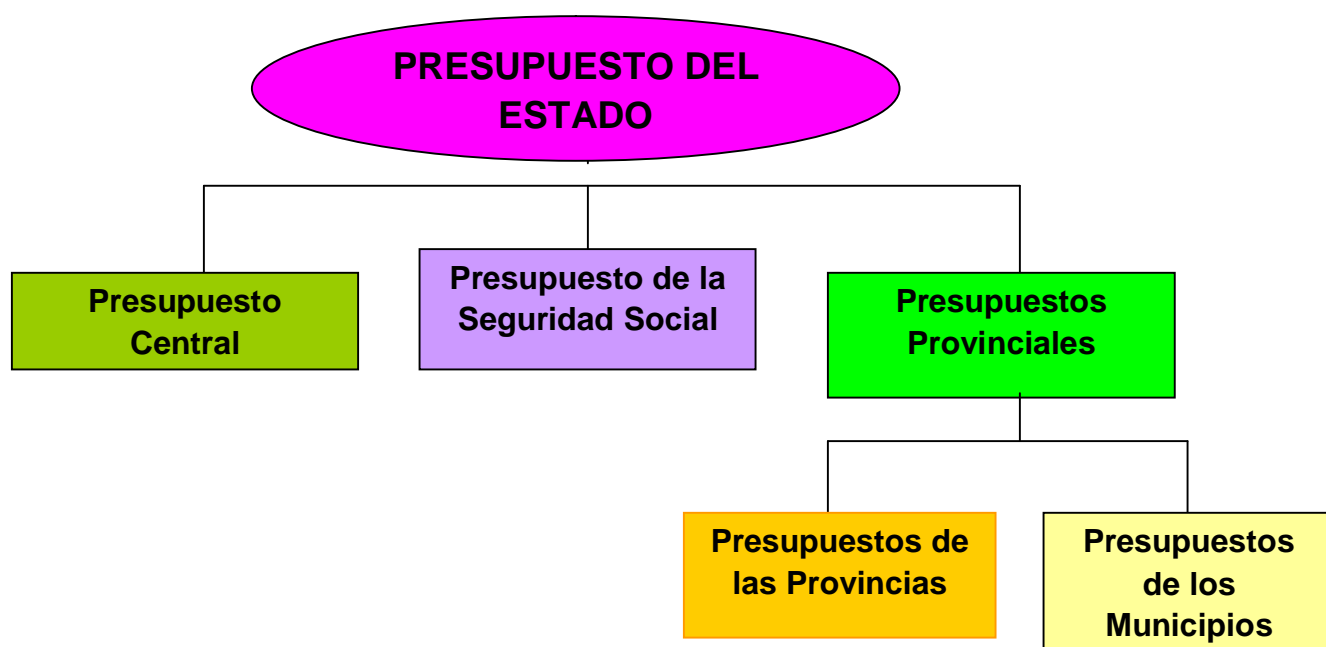 PRESUPUESTO DEL
ESTADO
Presupuesto
Central
Presupuesto de la
Seguridad Social
Presupuestos
Provinciales
Presupuestos de
las Provincias
Presupuestos
de los
Municipios